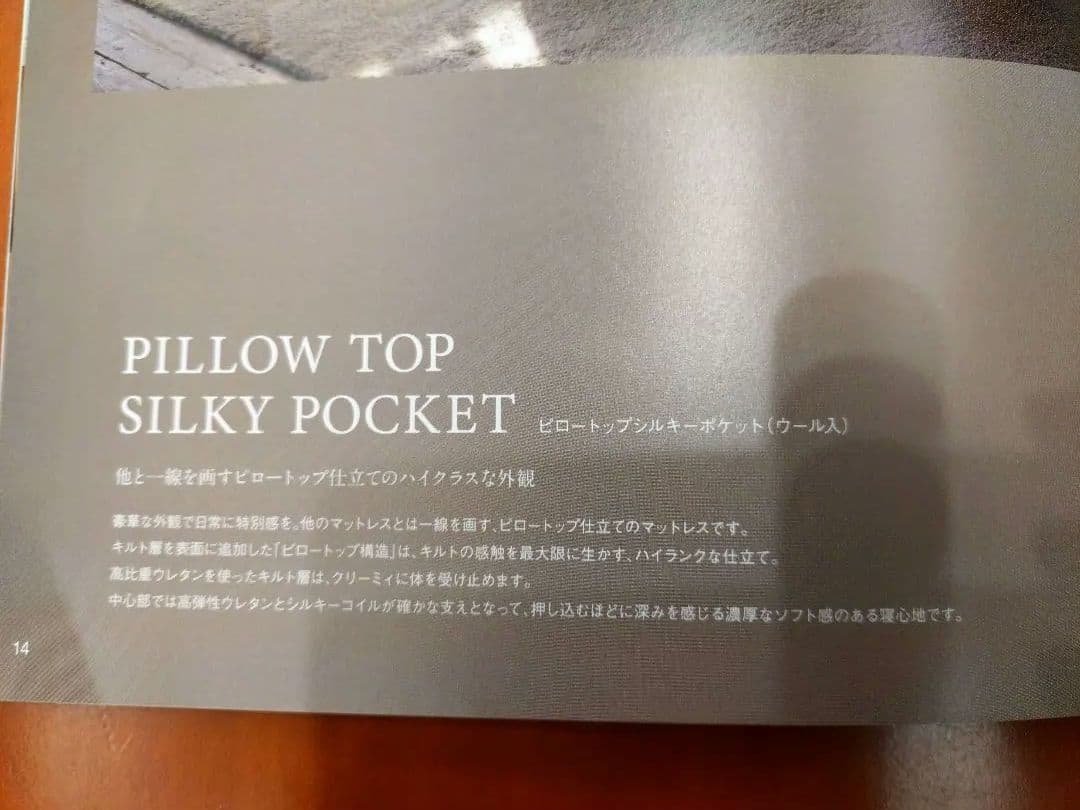 PILLOW TOP
SILKY POCKET ピロートップシルキーポケット(ウール入)
他と一線を画すピロートップ仕立てのハイクラスな外観
豪華な外観で日常に特別感を。他のマットレスとは一線を画す、ピロートップ仕立てのマットレスです。
キルト層を表面に追加した「ピロートップ構造」は、キルトの感触を最大限に生かす、ハイランクな仕立て。
高比重ウレタンを使ったキルト層は、クリーミィに体を受け止めます。
中心部では高弾性ウレタンとシルキーコイルが確かな支えとなって、押し込むほどに深みを感じる濃厚なソフト感のある寝心地です。
14